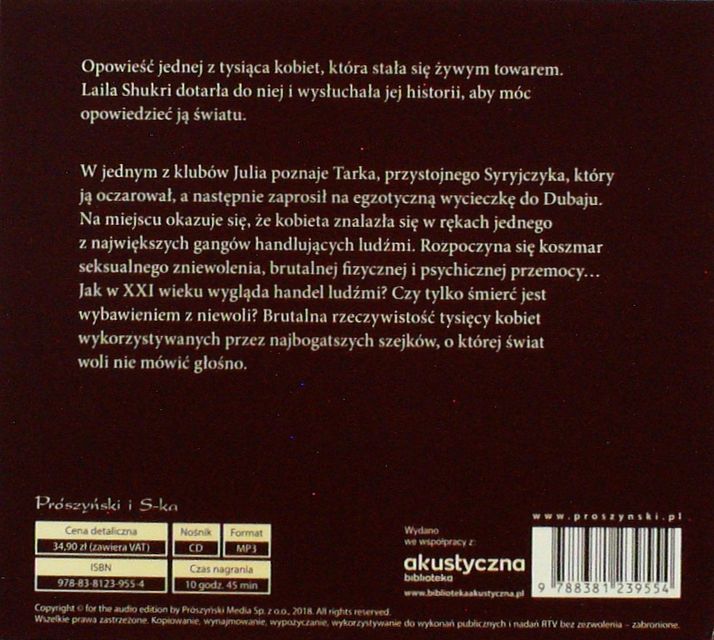 Opowieść jednej z tysiąca kobiet, która stała się żywym towarem.
Laila Shukri dotarła do niej i wysłuchała jej historii, aby móc
opowiedzieć ją światu.
W jednym z klubów Julia poznaje Tarka, przystojnego Syryjczyka, który
ją oczarował, a następnie zaprosił na egzotyczną wycieczkę do Dubaju.
Na miejscu okazuje się, że kobieta znalazła się w rękach jednego
z największych gangów handlujących ludźmi. Rozpoczyna się koszmar
seksualnego zniewolenia, brutalnej fizycznej i psychicznej przemocy...
Jak w XXI wieku wygląda handel ludźmi? Czy tylko śmierć jest
wybawieniem z niewoli? Brutalna rzeczywistość tysięcy kobiet
wykorzystywanych przez najbogatszych szejków, o której świat
woli nie mówić głośno.
Prószyński i S-ka
Cena detaliczna
34,90 zł (zawiera VAT)
Nośnik
CD
Format
MP3
ISBN
978-83-8123-955-4
Czas nagrania
10 godz. 45 min
Wydano
we współpracy z:
akustyczna
biblioteka
www.bibliotekaakustyczna.pl
www.proszynski.pl
9 788381 239554
Copyright © for the audio edition by Prószyński Media Sp. z o.o., 2018. All rights reserved.
Wszelkie prawa zastrzeżone. Kopiowanie, wynajmowanie, wypożyczanie, wykorzystywanie do wykonań publicznych i nadań RTV bez zezwolenia – zabronione.